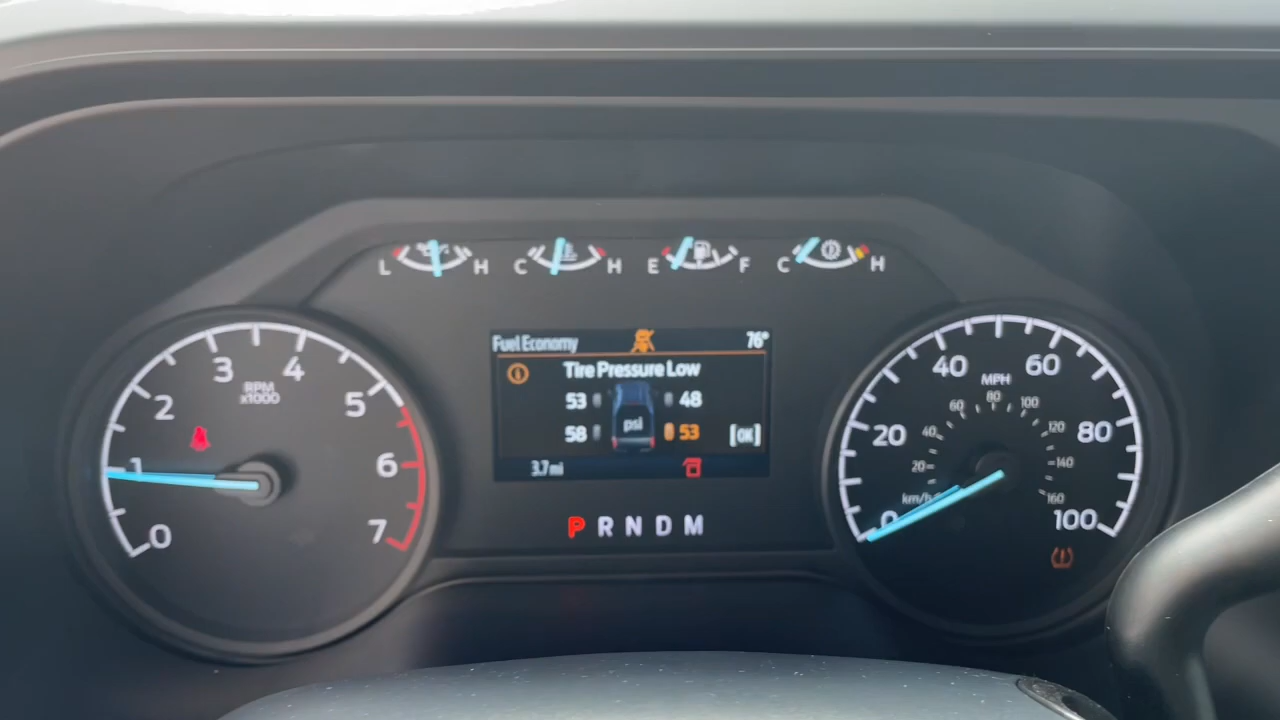 L H C H E F C H
Fuel Economy 76°
Tire Pressure Low
53 48
psi
58 53 [OK]
3.7 mi
P R N D M
0 1 2 3 4 5 6 7
RPM
x1000
0 20 40 60 80 100
MPH
20 40 60 80 100 120 140 160
km/h